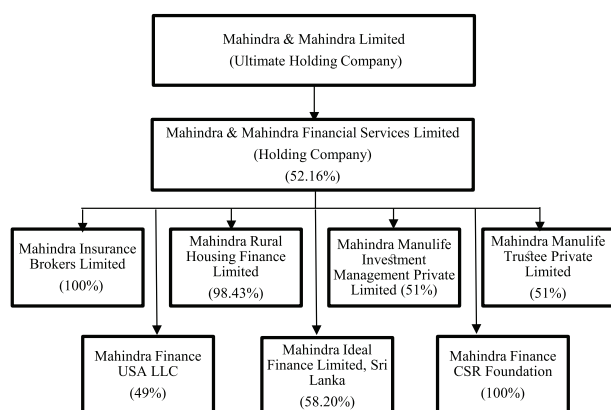 Mahindra & Mahindra Limited
(Ultimate Holding Company)
Mahindra & Mahindra Financial Services Limited
(Holding Company)
(52.16%)
Mahindra Insurance
Brokers Limited
(100%)
Mahindra Rural
Housing Finance
Limited
(98.43%)
Mahindra Manulife
Investment
Management Private
Limited (51%)
Mahindra Manulife
Trustee Private
Limited
(51%)
Mahindra Finance
USA LLC
(49%)
Mahindra Ideal
Finance Limited, Sri
Lanka
(58.20%)
Mahindra Finance
CSR Foundation
(100%)